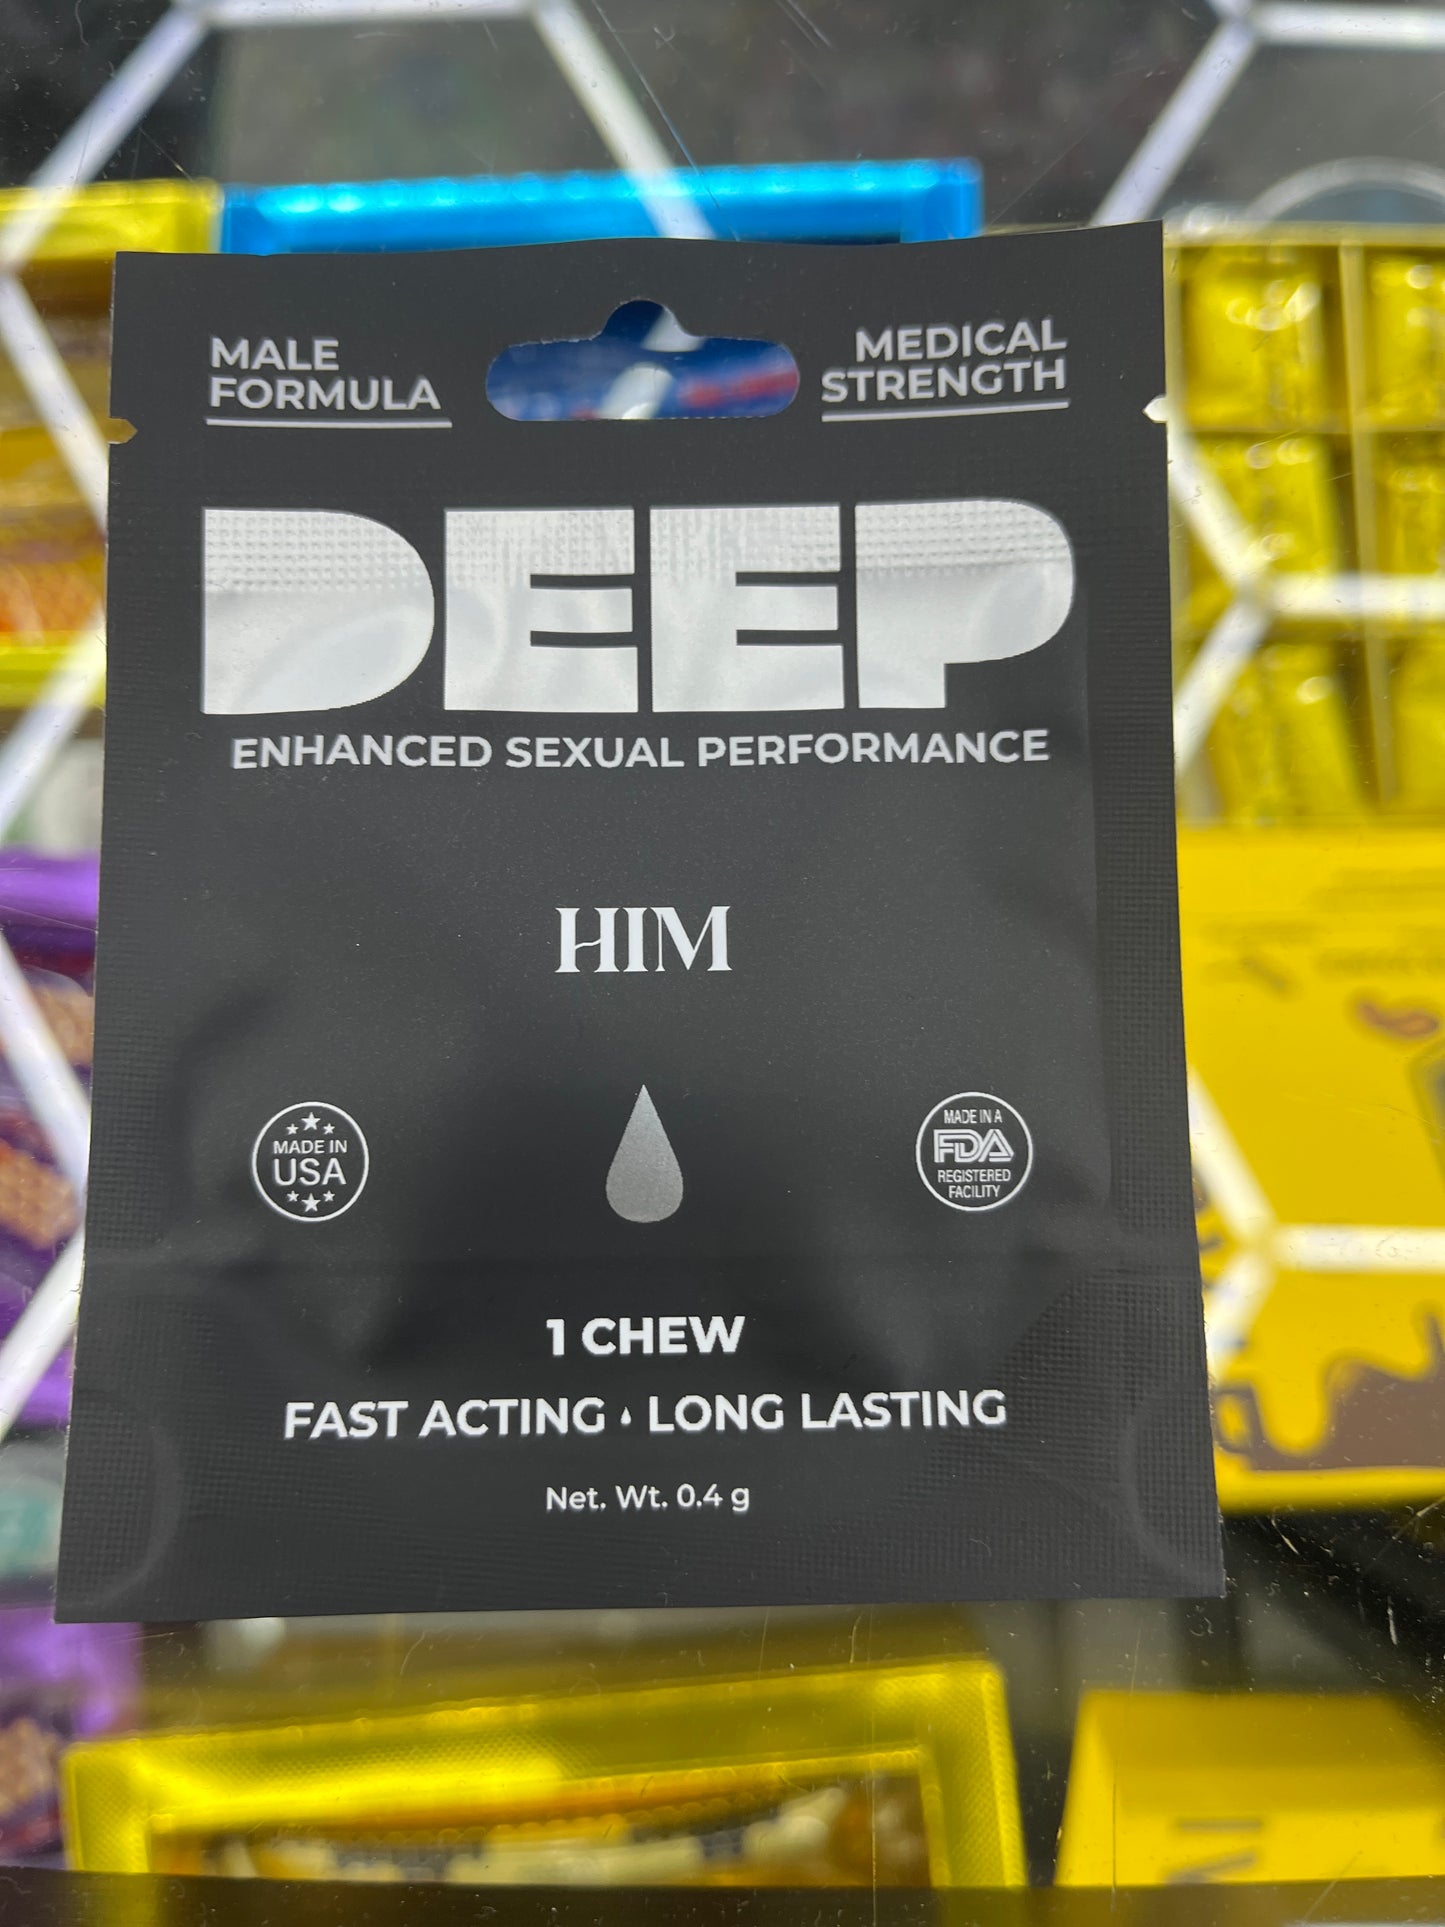 MALE
FORMULA
MEDICAL
STRENGTH
DEEP
ENHANCED SEXUAL PERFORMANCE
HIM
MADE IN
USA
MADE IN A
FDA
REGISTERED
FACILITY
1 CHEW
FAST ACTING LONG LASTING
Net. Wt. 0.4 g